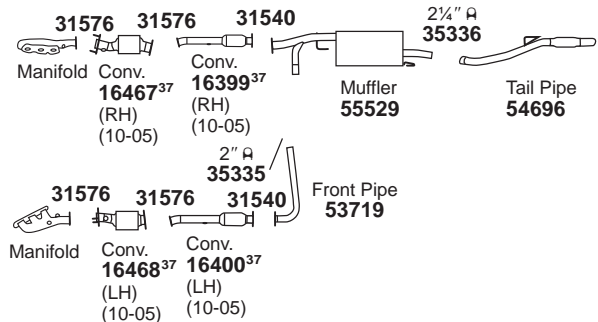 31576 31576 31540 2¼″
35336
Manifold
Conv.
16467³⁷
(RH)
(10-05)
Conv.
16399³⁷
(RH)
(10-05)
Muffler
55529
Tail Pipe
54696
2″
35335
31576 31576 31540
Front Pipe
53719
Manifold
Conv.
16468³⁷
(LH)
(10-05)
Conv.
16400³⁷
(LH)
(10-05)